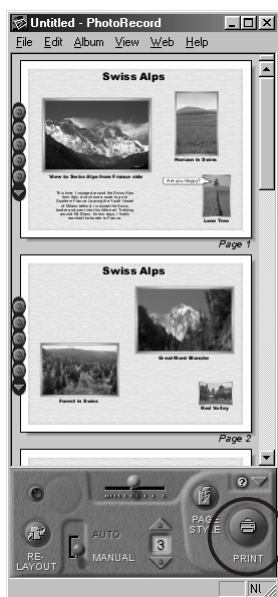 Untitled - PhotoRecord
File Edit Album View Web Help
Swiss Alps
View to Swiss Alps from France side
Horizon in Swiss
Are you Happy?
Lone Tree
Page 1
Swiss Alps
Great Mont Blanche
Forest in Swiss
Red Valley
Page 2
?
PAGE
STYLE
AUTO
MANUAL
3
RE-
LAYOUT
PRINT